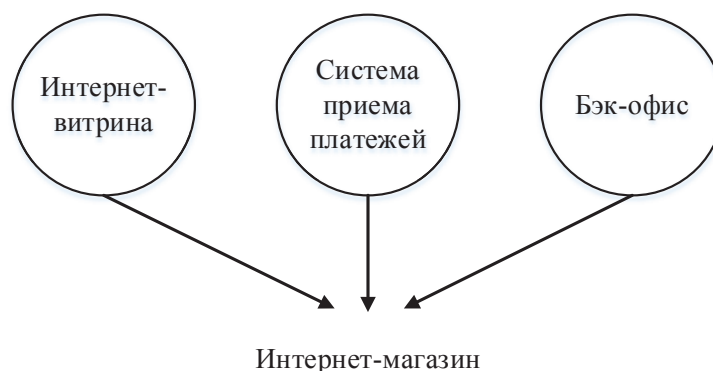 Интернет-
витрина
Система
приема
платежей
Бэк-офис
Интернет-магазин